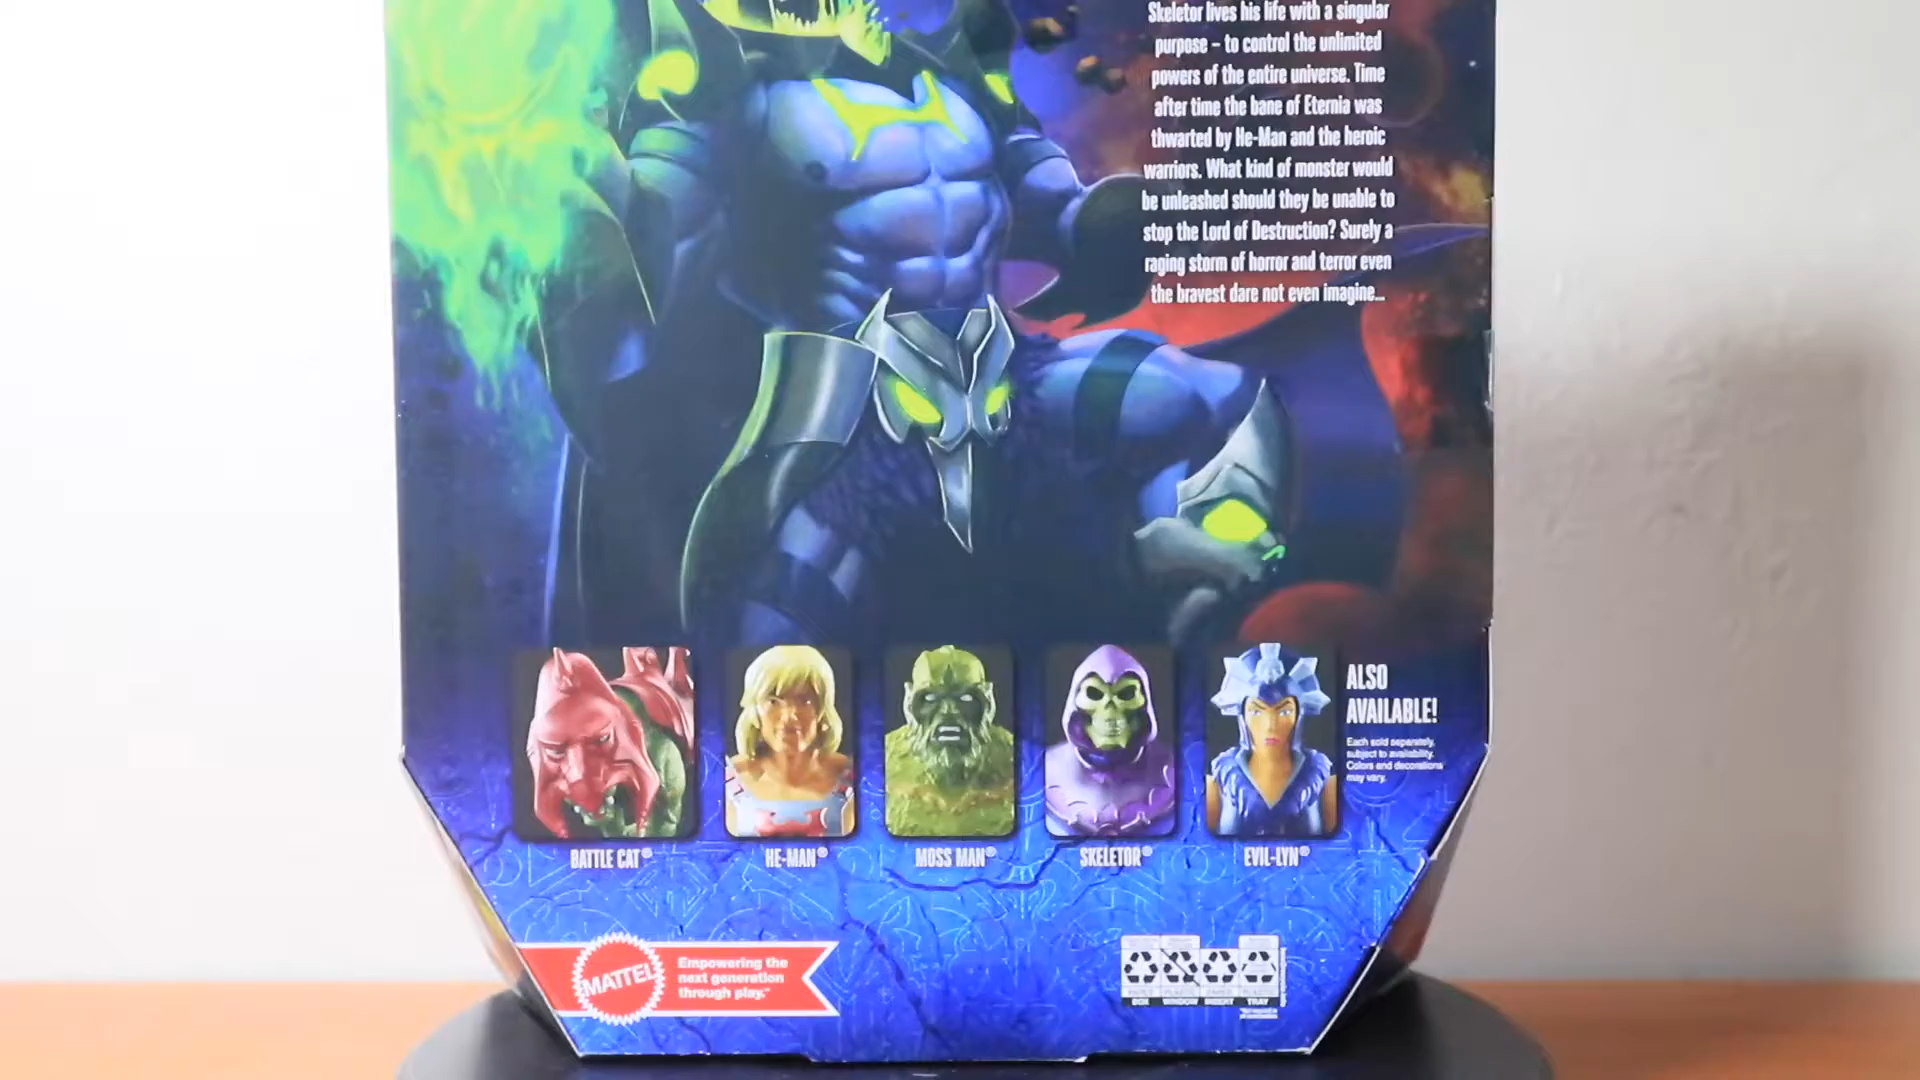 Skeletor lives his life with a singular
purpose – to control the unlimited
powers of the entire universe. Time
after time the bane of Eternia was
thwarted by He-Man and the heroic
warriors. What kind of monster would
be unleashed should they be unable to
stop the Lord of Destruction? Surely a
raging storm of horror and terror even
the bravest dare not even imagine...
ALSO
AVAILABLE!
Each sold separately,
subject to availability.
Colors and decorations
may vary.
BATTLE CAT®
HE-MAN®
MOSS MAN®
SKELETOR®
EVIL-LYN®
MATTEL
Empowering the
next generation
through play.™
BOX WINDOW INSERT TRAY